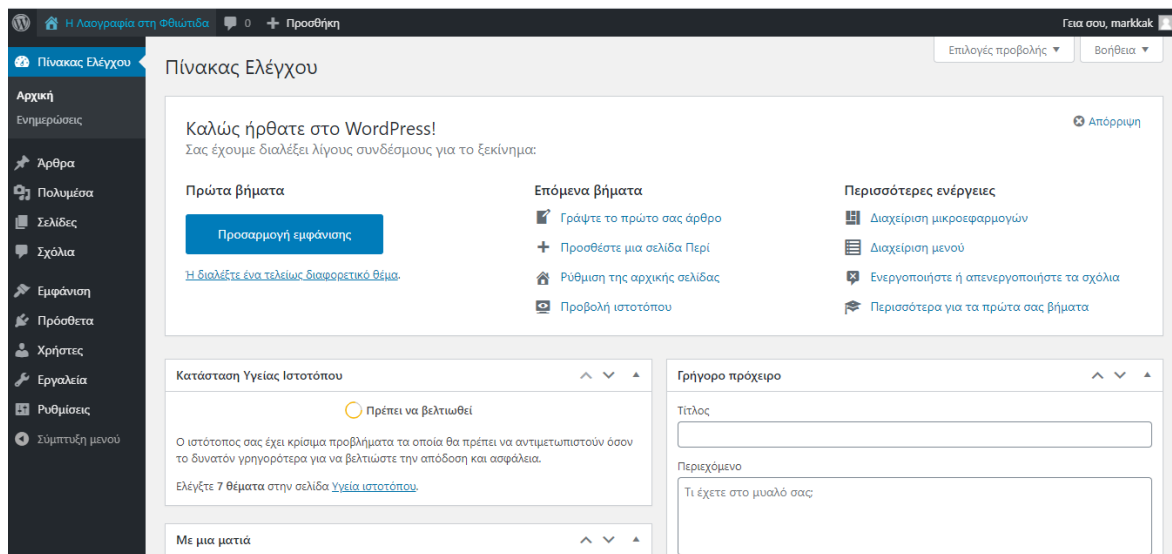 Η Λαογραφία στη Φθιώτιδα 0 Προσθήκη Γεια σου, markkak
Πίνακας Ελέγχου
Αρχική
Ενημερώσεις
Άρθρα
Πολυμέσα
Σελίδες
Σχόλια
Εμφάνιση
Πρόσθετα
Χρήστες
Εργαλεία
Ρυθμίσεις
Σύμπτυξη μενού
Επιλογές προβολής Βοήθεια
Πίνακας Ελέγχου
Καλώς ήρθατε στο WordPress!
Απόρριψη
Σας έχουμε διαλέξει λίγους συνδέσμους για το ξεκίνημα:
Πρώτα βήματα
Προσαρμογή εμφάνισης
Ή διαλέξτε ένα τελείως διαφορετικό θέμα.
Επόμενα βήματα
Γράψτε το πρώτο σας άρθρο
Προσθέστε μια σελίδα Περί
Ρύθμιση της αρχικής σελίδας
Προβολή ιστοτόπου
Περισσότερες ενέργειες
Διαχείριση μικροεφαρμογών
Διαχείριση μενού
Ενεργοποιήστε ή απενεργοποιήστε τα σχόλια
Περισσότερα για τα πρώτα σας βήματα
Κατάσταση Υγείας Ιστοτόπου
Πρέπει να βελτιωθεί
Ο ιστότοπος σας έχει κρίσιμα προβλήματα τα οποία θα πρέπει να αντιμετωπιστούν όσον
το δυνατόν γρηγορότερα για να βελτιώστε την απόδοση και ασφάλεια.
Ελέγξτε 7 θέματα στην σελίδα Υγεία ιστοτόπου.
Με μια ματιά
Γρήγορο πρόχειρο
Τίτλος
Περιεχόμενο
Τι έχετε στο μυαλό σας;